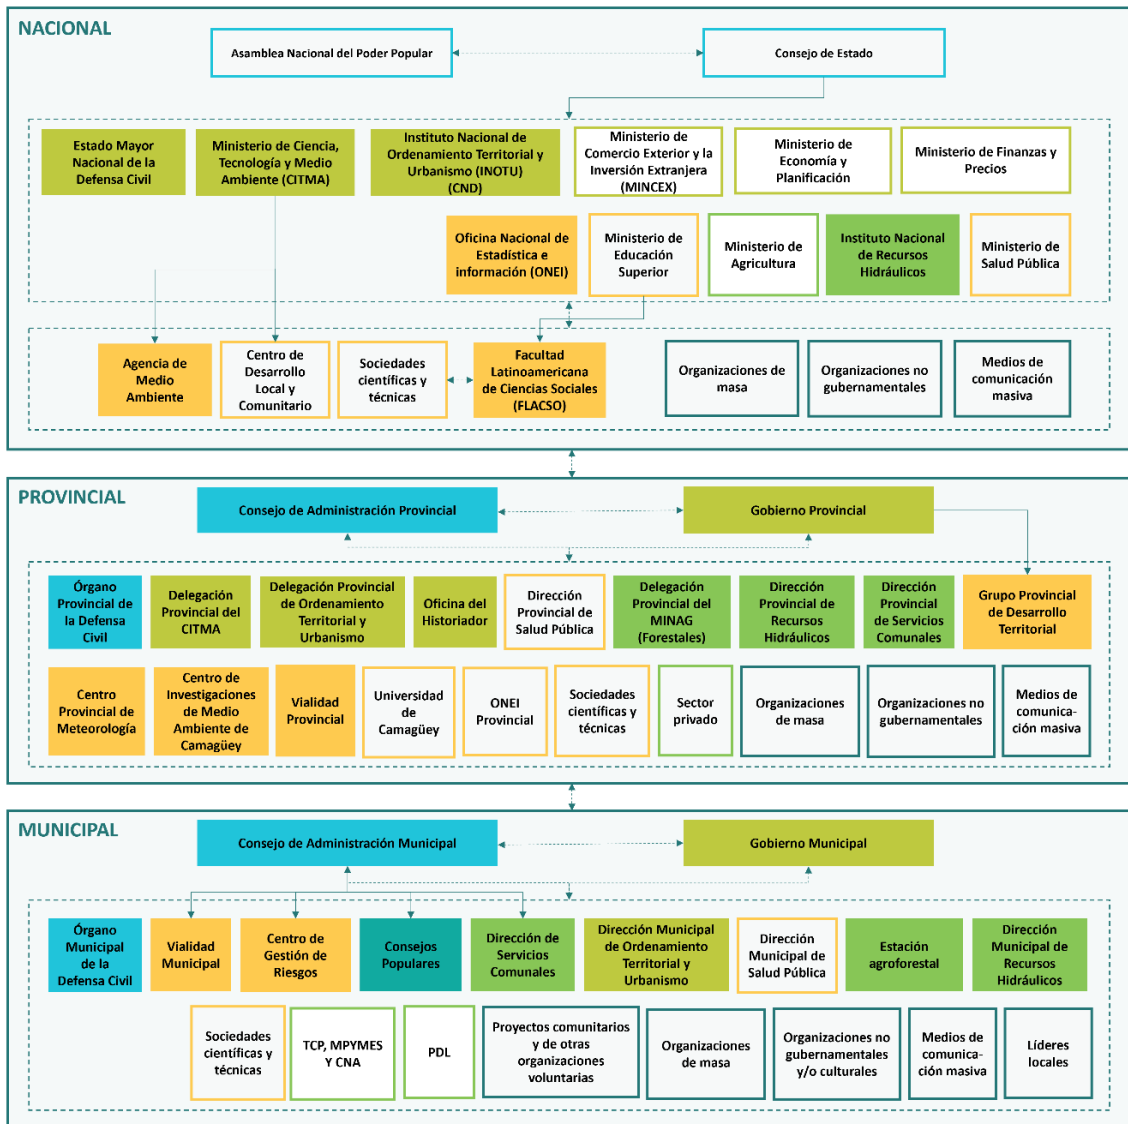 NACIONAL
Asamblea Nacional del Poder Popular
Consejo de Estado
Estado Mayor
Nacional de la
Defensa Civil
Ministerio de Ciencia,
Tecnología y Medio
Ambiente (CITMA)
Instituto Nacional de
Ordenamiento Territorial y
Urbanismo (INOTU)
(CND)
Ministerio de
Comercio Exterior y la
Inversión Extranjera
(MINCEX)
Ministerio de
Economía y
Planificación
Ministerio de Finanzas y
Precios
Oficina Nacional de
Estadística e
información (ONEI)
Ministerio de
Educación
Superior
Ministerio de
Agricultura
Instituto Nacional
de Recursos
Hidráulicos
Ministerio de
Salud Pública
Agencia de
Medio
Ambiente
Centro de
Desarrollo
Local y
Comunitario
Sociedades
científicas y
técnicas
Facultad
Latinoamericana
de Ciencias Sociales
(FLACSO)
Organizaciones de
masa
Organizaciones no
gubernamentales
Medios de
comunicación
masiva
PROVINCIAL
Consejo de Administración Provincial
Gobierno Provincial
Órgano
Provincial de
la Defensa
Civil
Delegación
Provincial del
CITMA
Delegación Provincial
de Ordenamiento
Territorial y
Urbanismo
Oficina del
Historiador
Dirección
Provincial de
Salud Pública
Delegación
Provincial del
MINAG
(Forestales)
Dirección
Provincial de
Recursos
Hidráulicos
Dirección
Provincial
de Servicios
Comunales
Grupo Provincial
de Desarrollo
Territorial
Centro
Provincial de
Meteorología
Centro de
Investigaciones
de Medio
Ambiente de
Camagüey
Vialidad
Provincial
Universidad
de
Camagüey
ONEI
Provincial
Sociedades
científicas y
técnicas
Sector
privado
Organizaciones
de masa
Organizaciones no
gubernamentales
Medios de
comunica-
ción masiva
MUNICIPAL
Consejo de Administración Municipal
Gobierno Municipal
Órgano
Municipal
de la
Defensa Civil
Vialidad
Municipal
Centro de
Gestión de
Riesgos
Consejos
Populares
Dirección de
Servicios
Comunales
Dirección Municipal
de Ordenamiento
Territorial y
Urbanismo
Dirección
Municipal de
Salud Pública
Estación
agroforestal
Dirección
Municipal de
Recursos
Hidráulicos
Sociedades
científicas y
técnicas
TCP, MPYMES
Y CNA
PDL
Proyectos comunitarios
y de otras
organizaciones
voluntarias
Organizaciones
de masa
Organizaciones no
gubernamentales
y/o culturales
Medios de
comunica-
ción masiva
Líderes
locales